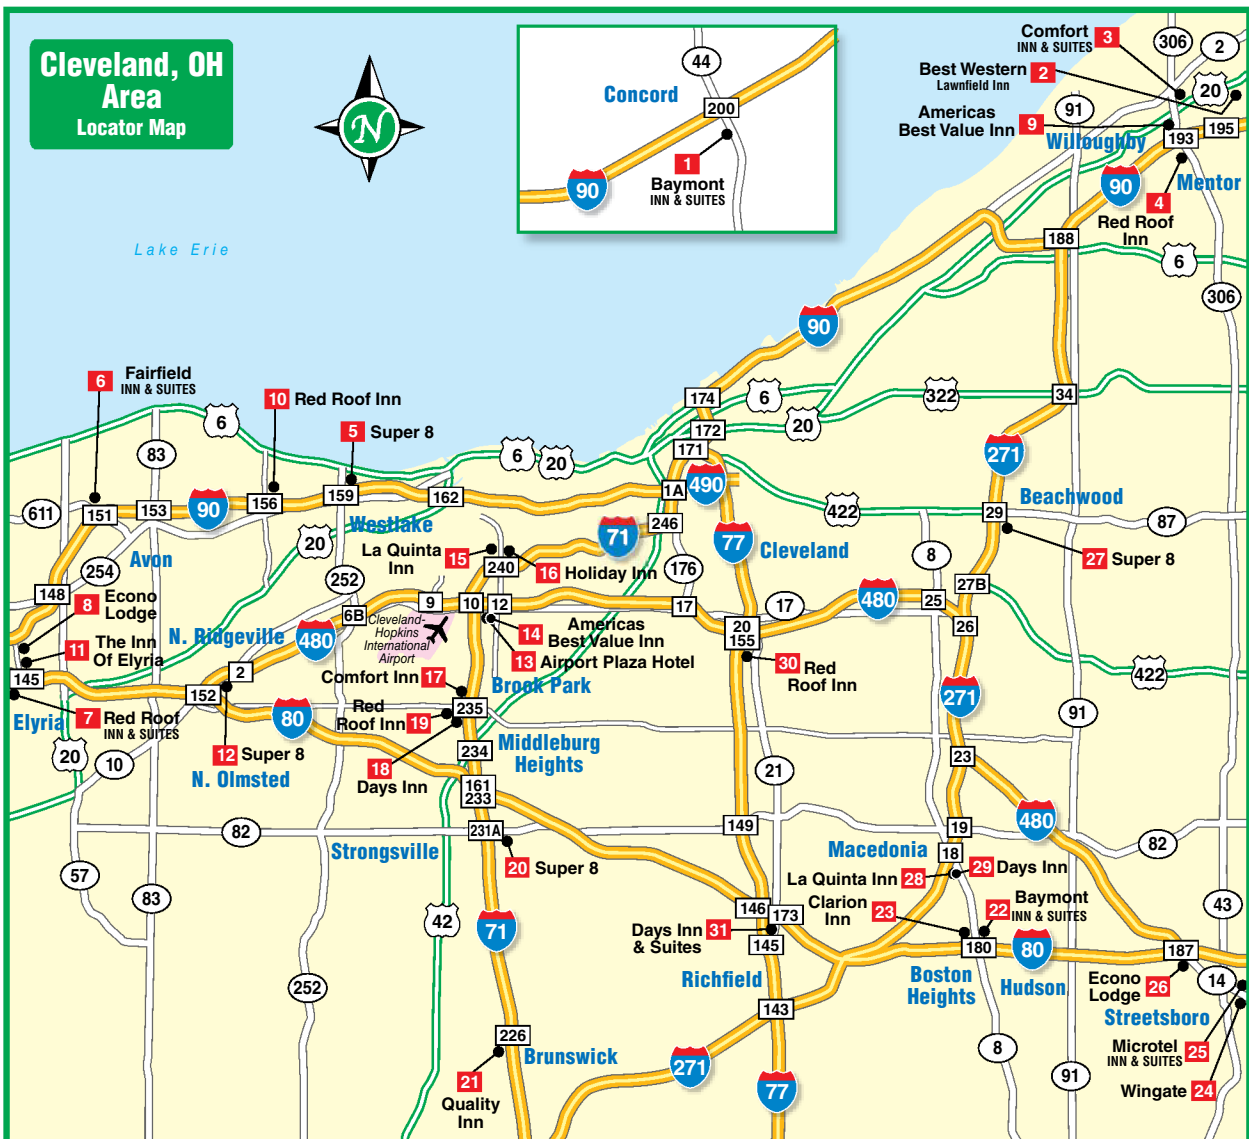 Cleveland, OH
Area
Locator Map
N
Lake Erie
44
Concord
200
1
Baymont
INN & SUITES
90
Comfort
INN & SUITES
3
306
2
Best Western
Lawnfield Inn
2
20
91
Americas
Best Value Inn
9
Willoughby
193
195
90
Mentor
4
Red Roof
Inn
188
6
306
90
6
Fairfield
INN & SUITES
10
Red Roof Inn
6
5
Super 8
174
6
322
34
172
20
83
6
20
171
271
490
1A
Beachwood
611
151
153
90
156
159
162
422
29
87
Westlake
246
71
77
Cleveland
20
Avon
La Quinta
Inn
15
240
16
Holiday Inn
176
8
27
Super 8
254
252
148
8
Econo
Lodge
6B
9
10
12
17
17
480
25
27B
Cleveland-
Hopkins
International
Airport
N. Ridgeville
480
14
Americas
Best Value Inn
20
155
26
11
The Inn
Of Elyria
13
Airport Plaza Hotel
30
Red
Roof Inn
422
145
2
152
Comfort Inn
17
Brook Park
271
Elyria
7
Red Roof
INN & SUITES
80
Red
Roof Inn
19
235
91
20
10
12
Super 8
N. Olmsted
18
Days Inn
234
Middleburg
Heights
23
21
161
233
82
231A
149
19
480
82
Strongsville
20
Super 8
Macedonia
18
La Quinta Inn
28
29
Days Inn
57
83
42
71
146
173
Clarion
Inn
23
22
Baymont
INN & SUITES
43
Days Inn
& Suites
31
145
180
80
187
Richfield
Boston
Heights
Hudson
Econo
Lodge
26
14
252
143
Streetsboro
226
Brunswick
8
Microtel
INN & SUITES
25
271
91
21
Quality
Inn
77
Wingate
24